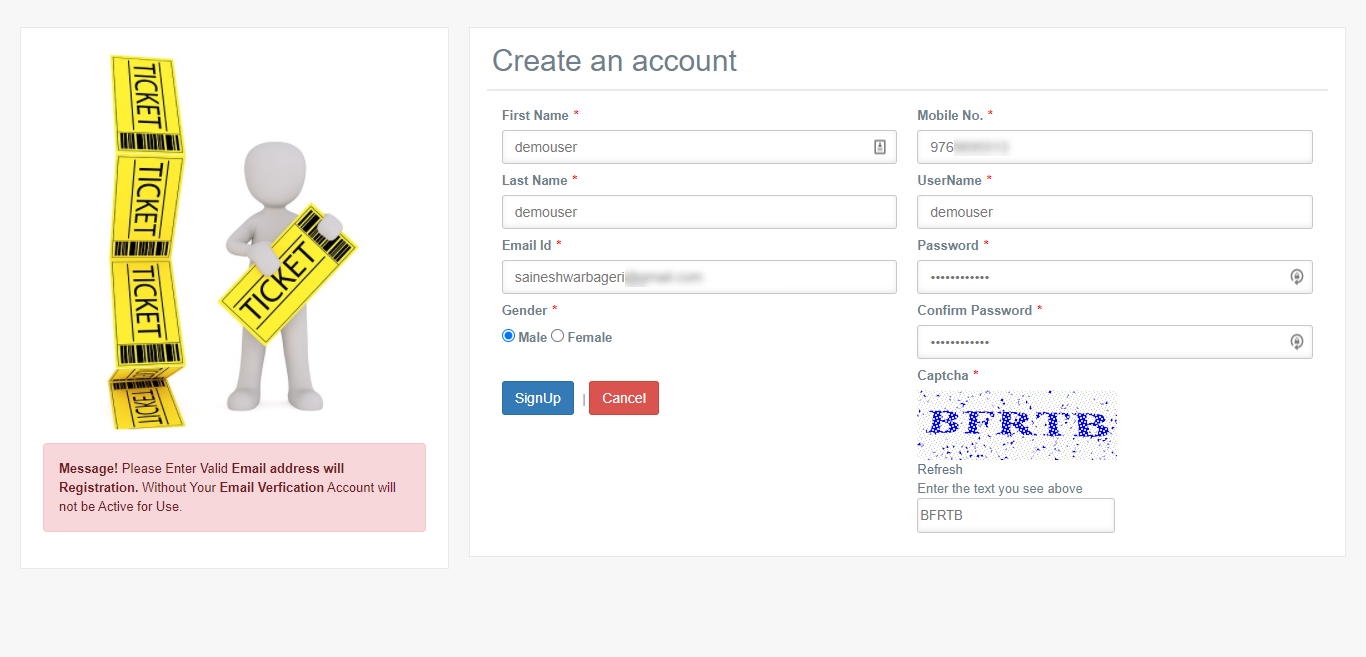 TICKET
TICKET
TICKET
TICKET
TICKET
Message! Please Enter Valid Email address will
Registration. Without Your Email Verfication Account will
not be Active for Use.
Create an account
First Name *
demouser
Last Name *
demouser
Email Id *
saineshwarbageri
Gender *
Male Female
SignUp | Cancel
Mobile No. *
976
UserName *
demouser
Password *
••••••••••••
Confirm Password *
••••••••••••
Captcha *
BFRTB
Refresh
Enter the text you see above
BFRTB